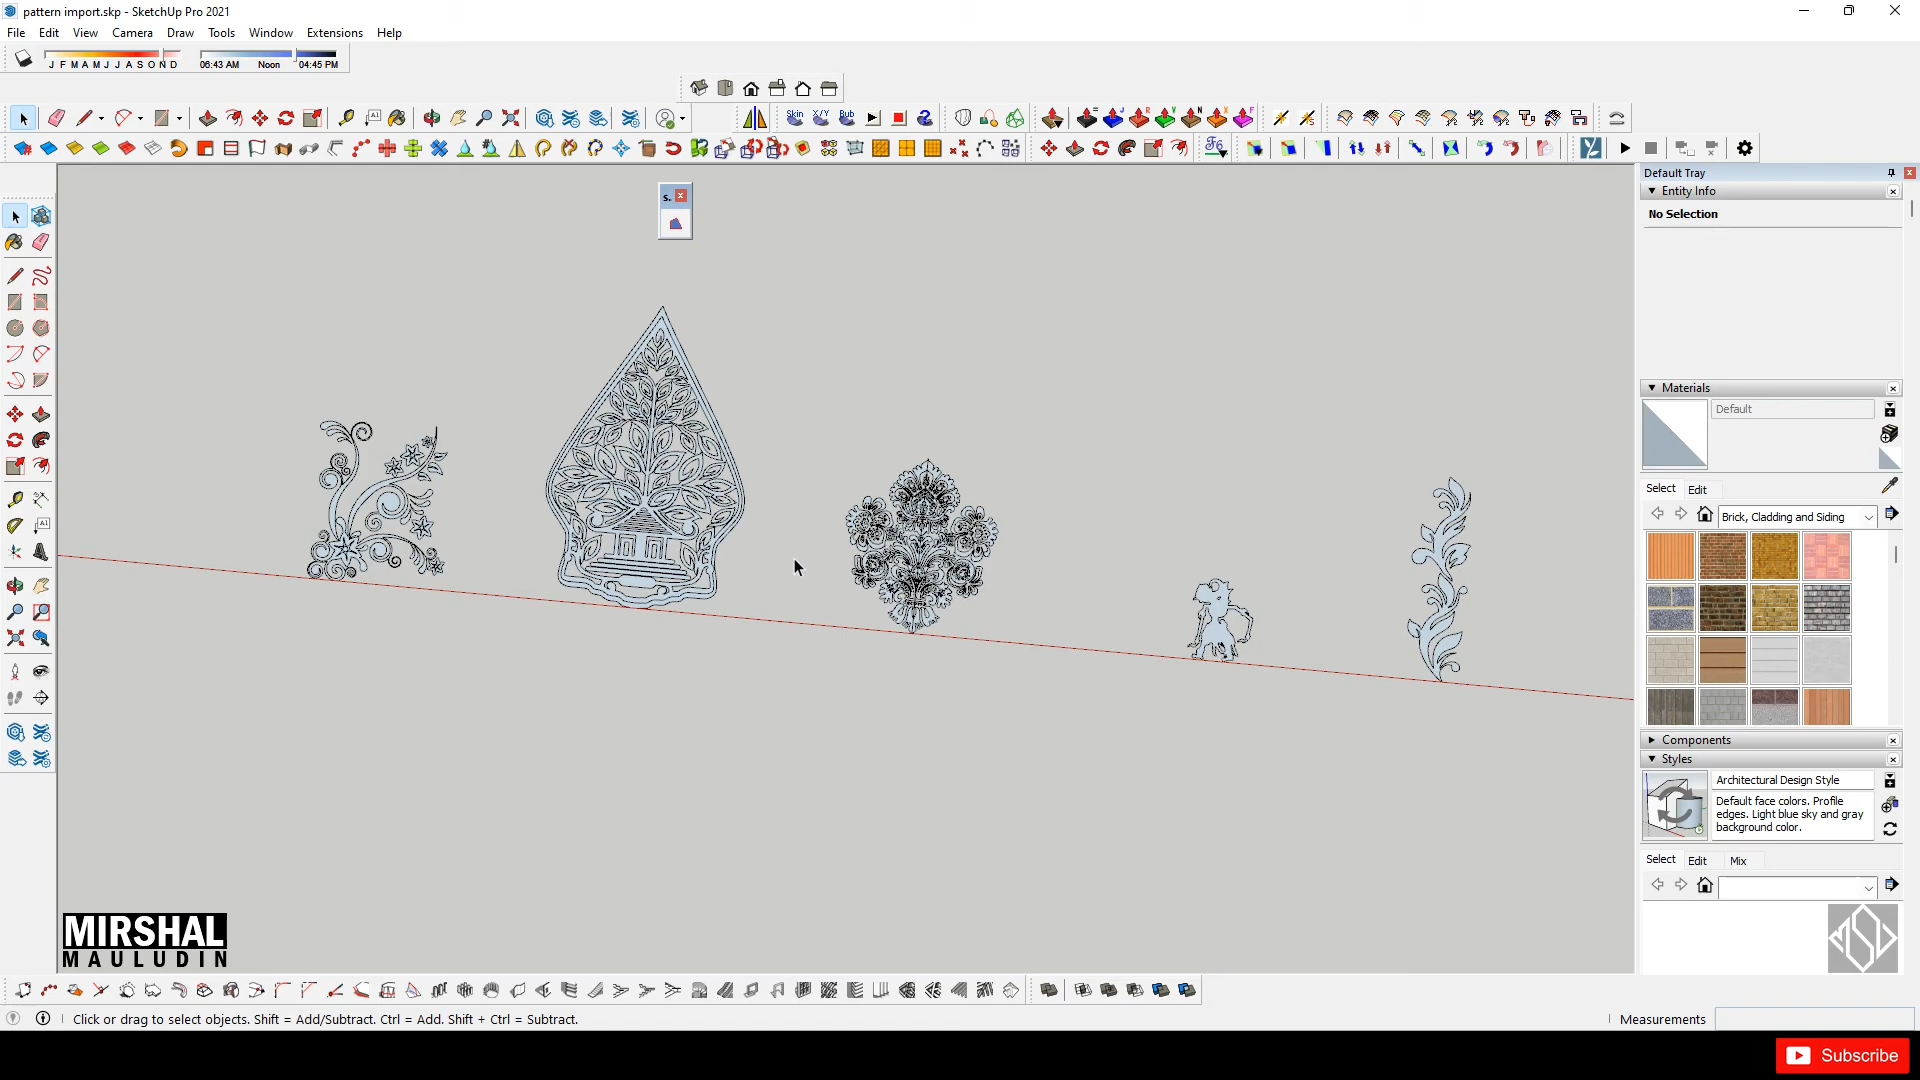 pattern import.skp - SketchUp Pro 2021
File Edit View Camera Draw Tools Window Extensions Help
J F M A M J J A S O N D
06:43 AM Noon 04:45 PM
Skin X/Y Bub
Default Tray
Entity Info
No Selection
s.
Materials
Default
Select Edit
Brick, Cladding and Siding
Components
Styles
Architectural Design Style
Default face colors. Profile
edges. Light blue sky and gray
background color.
Select Edit Mix
MIRSHAL
MAULUDIN
Click or drag to select objects. Shift = Add/Subtract. Ctrl = Add. Shift + Ctrl = Subtract.
Measurements
Subscribe